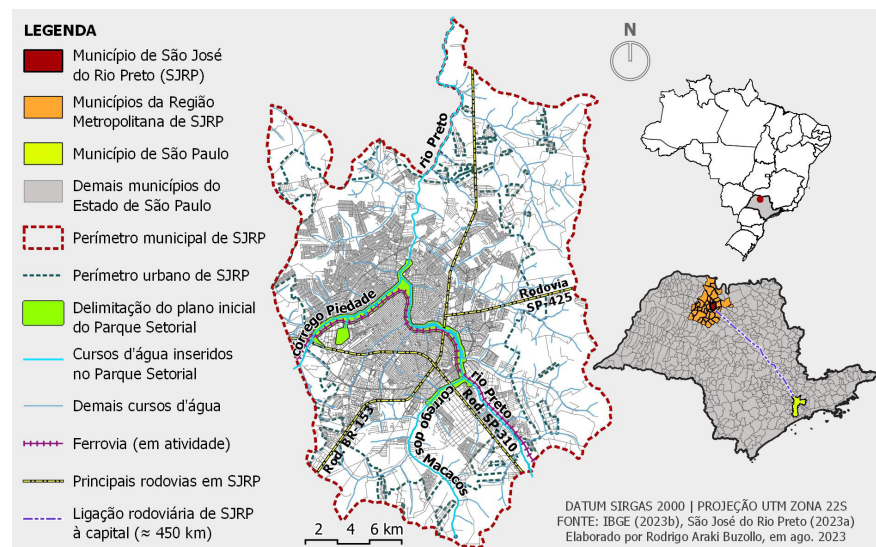 LEGENDA
Município de São José
do Rio Preto (SJRP)
Municípios da Região
Metropolitana de SJRP
Município de São Paulo
Demais municípios do
Estado de São Paulo
Perímetro municipal de SJRP
Perímetro urbano de SJRP
Delimitação do plano inicial
do Parque Setorial
Cursos d'água inseridos
no Parque Setorial
Demais cursos d'água
Ferrovia (em atividade)
Principais rodovias em SJRP
Ligação rodoviária de SJRP
à capital (≈ 450 km)
rio Preto
córrego Piedade
Rodovia
SP-425
rio Preto
Rod. BR-153
córrego dos Macacos
Rod. SP-310
2 4 6 km
N
DATUM SIRGAS 2000 | PROJEÇÃO UTM ZONA 22S
FONTE: IBGE (2023b), São José do Rio Preto (2023a)
Elaborado por Rodrigo Araki Buzollo, em ago. 2023